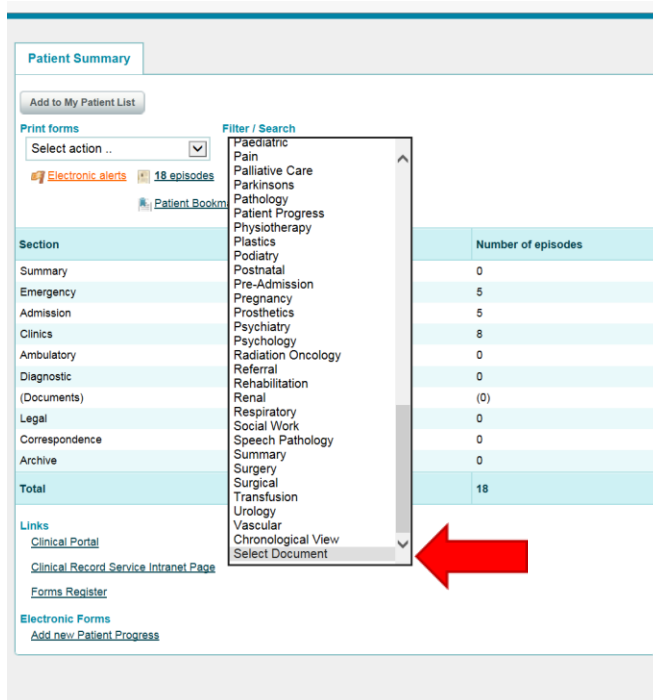 Patient Summary
Add to My Patient List
Print forms
Filter / Search
Select action ..
Electronic alerts
18 episodes
Patient Bookm
Paediatric
Pain
Palliative Care
Parkinsons
Pathology
Patient Progress
Physiotherapy
Plastics
Podiatry
Postnatal
Pre-Admission
Pregnancy
Prosthetics
Psychiatry
Psychology
Radiation Oncology
Referral
Rehabilitation
Renal
Respiratory
Social Work
Speech Pathology
Summary
Surgery
Surgical
Transfusion
Urology
Vascular
Chronological View
Select Document
Section Number of episodes
Summary 0
Emergency 5
Admission 5
Clinics 8
Ambulatory 0
Diagnostic 0
(Documents) (0)
Legal 0
Correspondence 0
Archive 0
Total 18
Links
Clinical Portal
Clinical Record Service Intranet Page
Forms Register
Electronic Forms
Add new Patient Progress